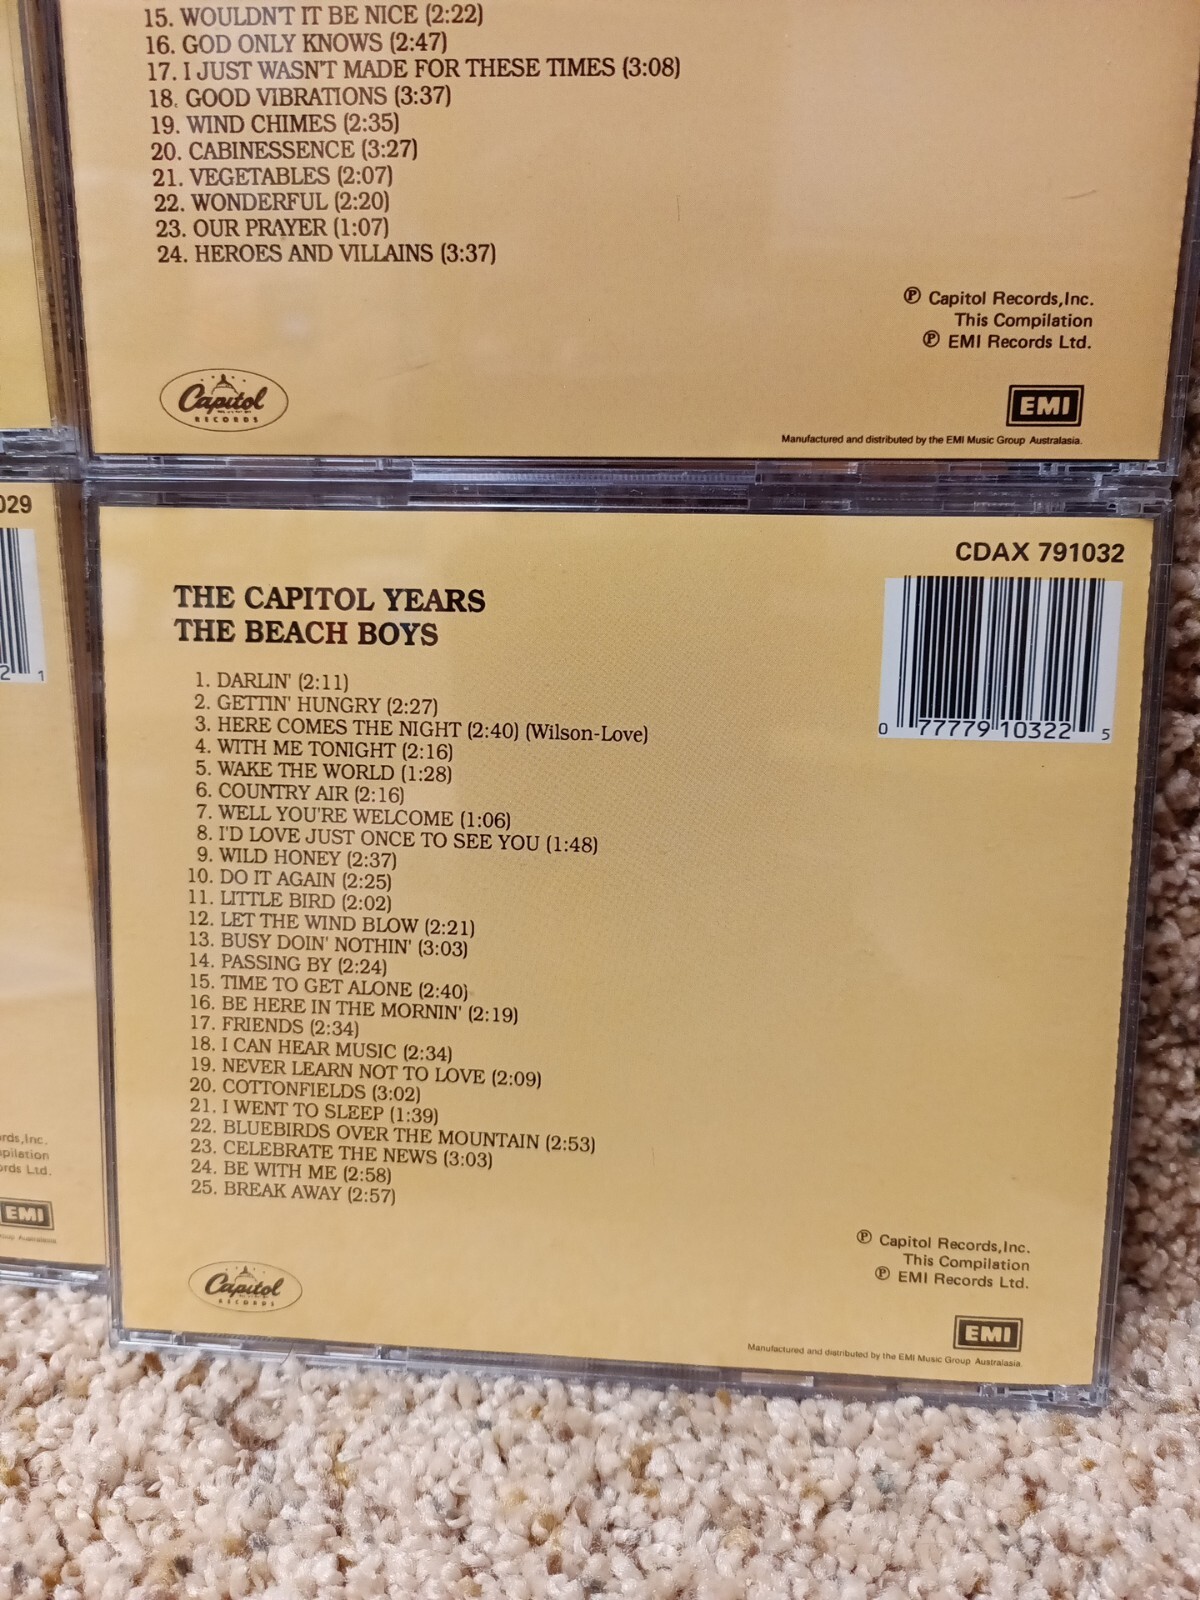 15. WOULDN'T IT BE NICE (2:22)
16. GOD ONLY KNOWS (2:47)
17. I JUST WASN'T MADE FOR THESE TIMES (3:08)
18. GOOD VIBRATIONS (3:37)
19. WIND CHIMES (2:35)
20. CABINESSENCE (3:27)
21. VEGETABLES (2:07)
22. WONDERFUL (2:20)
23. OUR PRAYER (1:07)
24. HEROES AND VILLAINS (3:37)
Ⓟ Capitol Records,Inc.
This Compilation
Ⓟ EMI Records Ltd.
Capitol
RECORDS
EMI
Manufactured and distributed by the EMI Music Group Australasia.
029
2 1
rds,Inc.
pilation
ords Ltd.
EMI
CDAX 791032
0 77779 10322 5
THE CAPITOL YEARS
THE BEACH BOYS
1. DARLIN' (2:11)
2. GETTIN' HUNGRY (2:27)
3. HERE COMES THE NIGHT (2:40) (Wilson-Love)
4. WITH ME TONIGHT (2:16)
5. WAKE THE WORLD (1:28)
6. COUNTRY AIR (2:16)
7. WELL YOU'RE WELCOME (1:06)
8. I'D LOVE JUST ONCE TO SEE YOU (1:48)
9. WILD HONEY (2:37)
10. DO IT AGAIN (2:25)
11. LITTLE BIRD (2:02)
12. LET THE WIND BLOW (2:21)
13. BUSY DOIN' NOTHIN' (3:03)
14. PASSING BY (2:24)
15. TIME TO GET ALONE (2:40)
16. BE HERE IN THE MORNIN' (2:19)
17. FRIENDS (2:34)
18. I CAN HEAR MUSIC (2:34)
19. NEVER LEARN NOT TO LOVE (2:09)
20. COTTONFIELDS (3:02)
21. I WENT TO SLEEP (1:39)
22. BLUEBIRDS OVER THE MOUNTAIN (2:53)
23. CELEBRATE THE NEWS (3:03)
24. BE WITH ME (2:58)
25. BREAK AWAY (2:57)
Ⓟ Capitol Records,Inc.
This Compilation
Ⓟ EMI Records Ltd.
Capitol
RECORDS
EMI
Manufactured and distributed by the EMI Music Group Australasia.